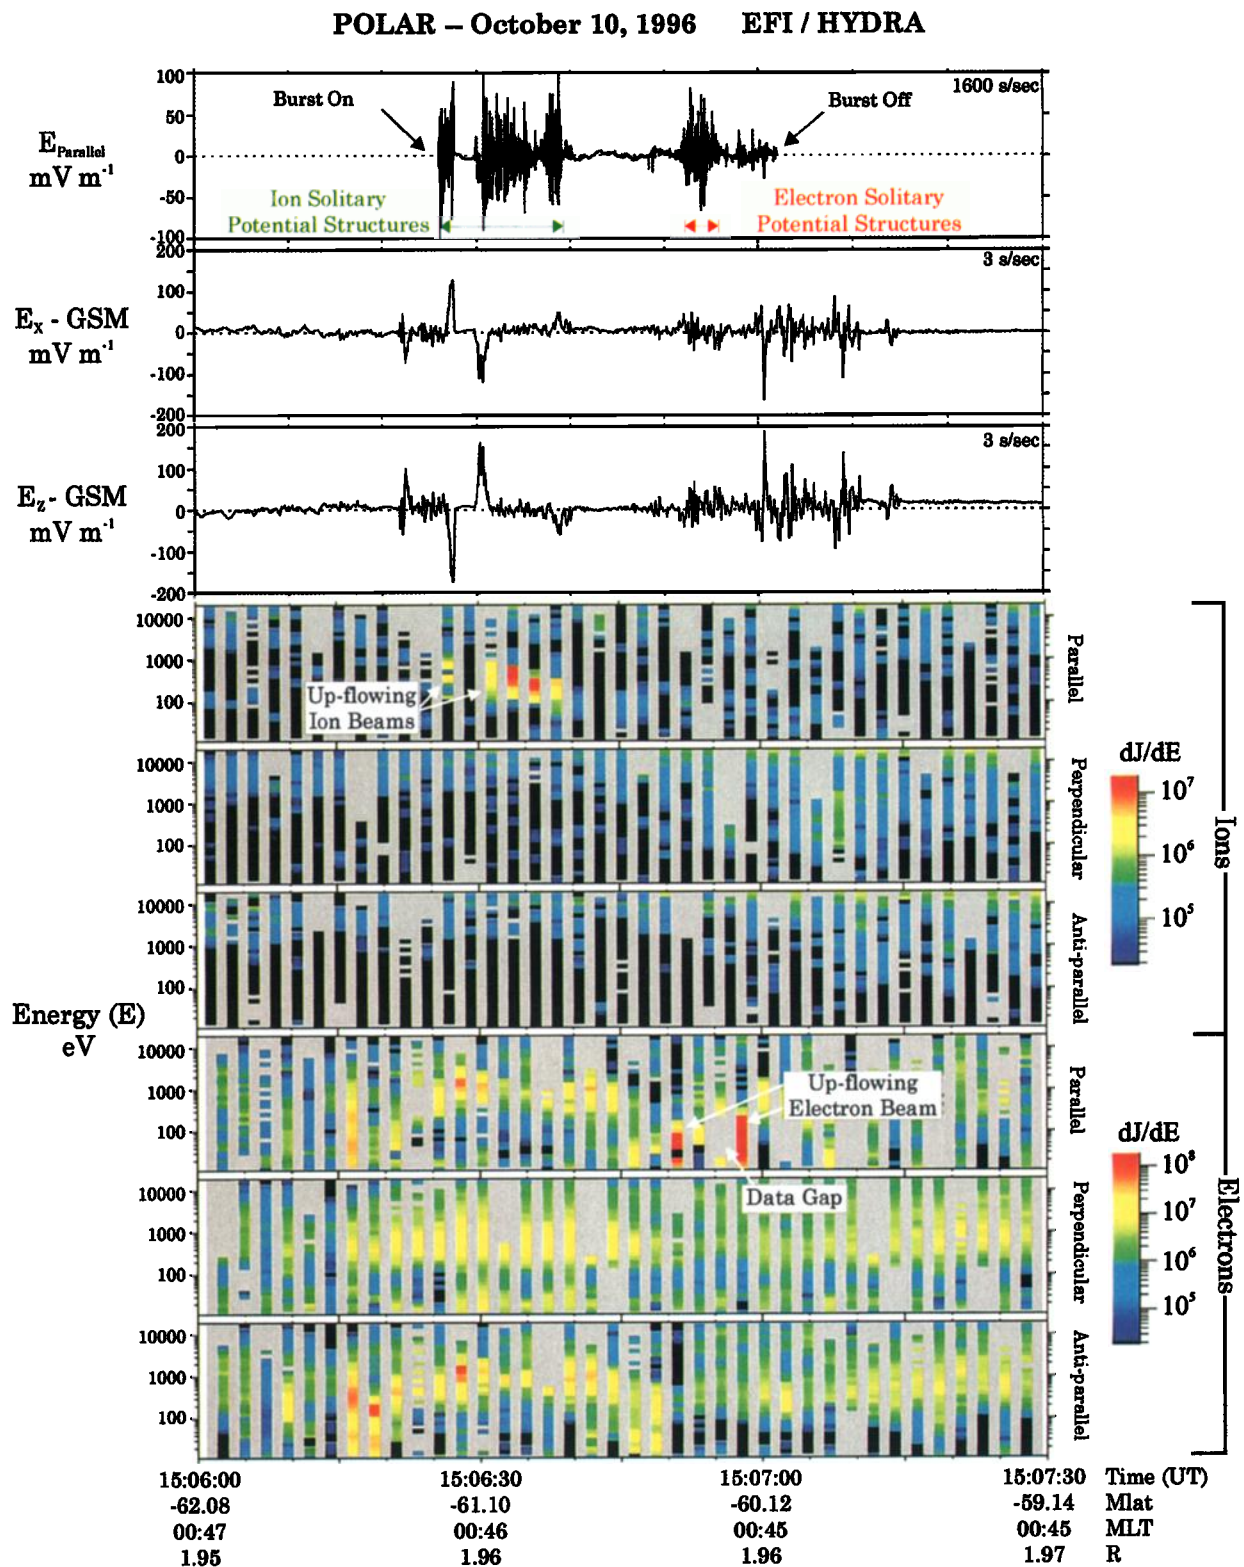 POLAR – October 10, 1996 EFI / HYDRA
100
50
0
-50
-100
E Parallel
mV m-1
1600 s/sec
Burst On
Burst Off
Ion Solitary
Potential Structures
Electron Solitary
Potential Structures
200
100
0
-100
-200
Ex - GSM
mV m-1
3 s/sec
200
100
0
-100
-200
Ez - GSM
mV m-1
3 s/sec
10000
1000
100
Up-flowing
Ion Beams
Parallel
10000
1000
100
Perpendicular
10000
1000
100
Anti-parallel
dJ/dE
10^7
10^6
10^5
Ions
Energy (E)
eV
10000
1000
100
Up-flowing
Electron Beam
Data Gap
Parallel
10000
1000
100
Perpendicular
10000
1000
100
Anti-parallel
dJ/dE
10^8
10^7
10^6
10^5
Electrons
15:06:00 15:06:30 15:07:00 15:07:30 Time (UT)
-62.08 -61.10 -60.12 -59.14 Mlat
00:47 00:46 00:45 00:45 MLT
1.95 1.96 1.96 1.97 R